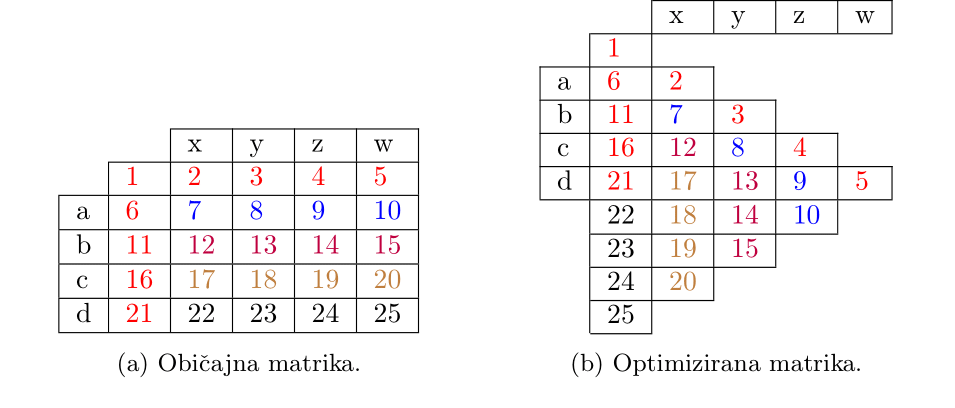 x y z w
1 2 3 4 5
a 6 7 8 9 10
b 11 12 13 14 15
c 16 17 18 19 20
d 21 22 23 24 25
(a) Običajna matrika.
x y z w
1
a 6 2
b 11 7 3
c 16 12 8 4
d 21 17 13 9 5
22 18 14 10
23 19 15
24 20
25
(b) Optimizirana matrika.